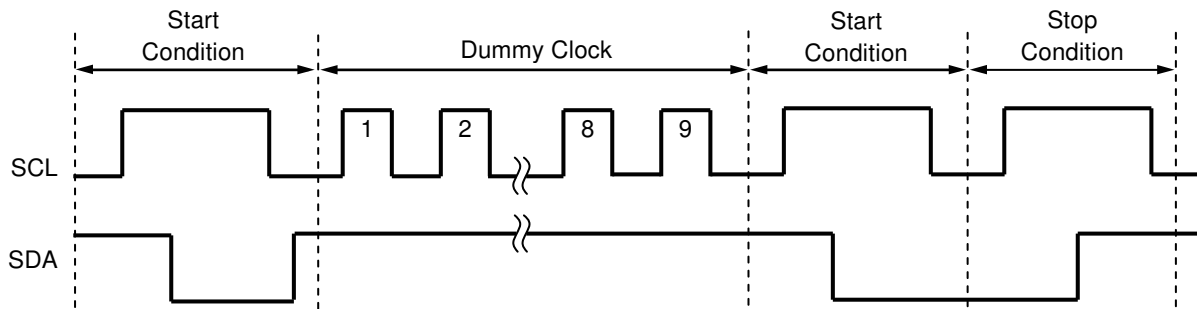 Start
Condition
Dummy Clock
Start
Condition
Stop
Condition
1 2 8 9
SCL
SDA